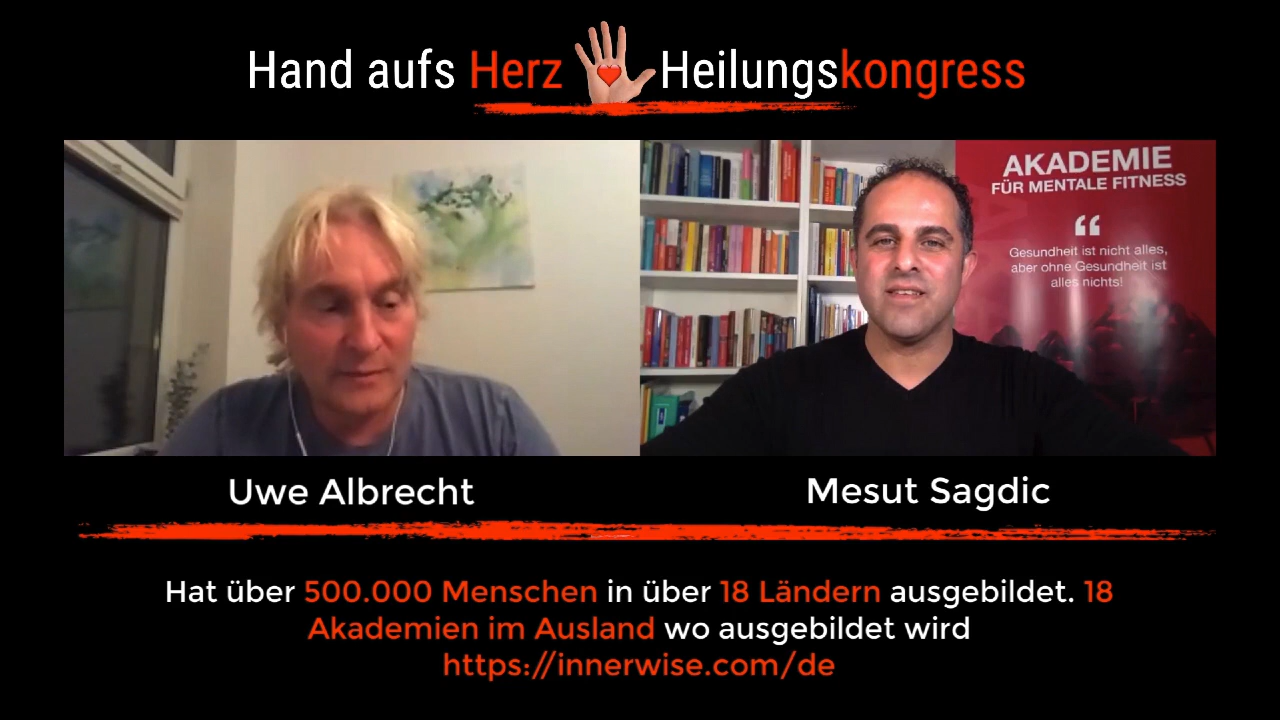 Hand aufs Herz Heilungskongress
AKADEMIE
FÜR MENTALE FITNESS
“
Gesundheit ist nicht alles,
aber ohne Gesundheit ist
alles nichts!
Uwe Albrecht
Mesut Sagdic
Hat über 500.000 Menschen in über 18 Ländern ausgebildet. 18
Akademien im Ausland wo ausgebildet wird
https://innerwise.com/de